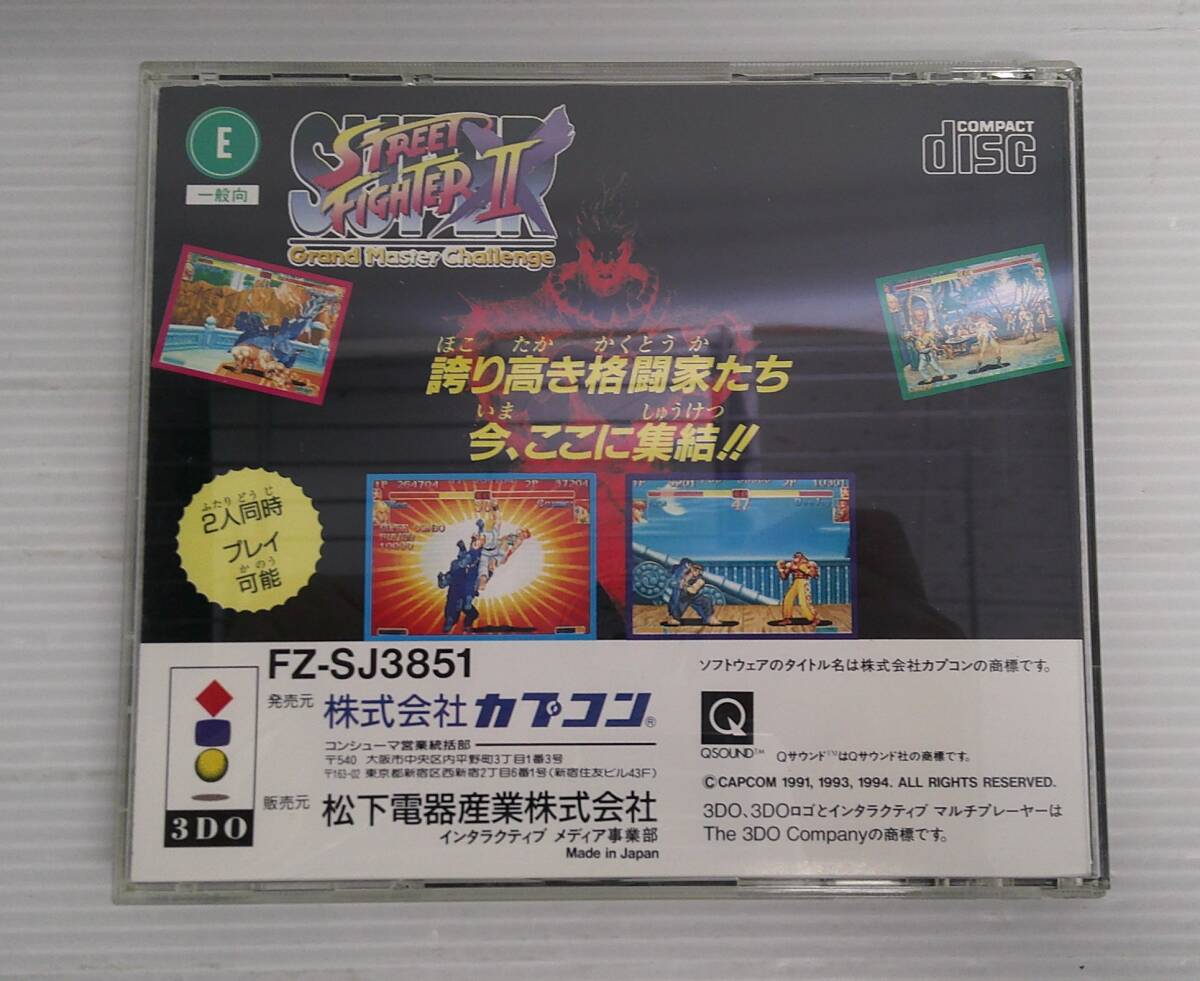 E
一般向
SUPER
STREET
FIGHTER II X
Grand Master Challenge
COMPACT
disc
ほこ たか かくとうか
誇り高き格闘家たち
いま しゅうけつ
今、ここに集結!!
ふたりどうじ
2人同時
プレイ
かのう
可能
1P 264704 2P 37204
47
FZ-SJ3851
発売元 株式会社カプコン®
コンシューマ営業統括部
〒540 大阪市中央区内平野町3丁目1番3号
〒163-02 東京都新宿区西新宿2丁目6番1号(新宿住友ビル43F)
販売元 松下電器産業株式会社
インタラクティブ メディア事業部
Made in Japan
3DO
ソフトウェアのタイトル名は株式会社カプコンの商標です。
Q
QSOUND™ Qサウンド™はQサウンド社の商標です。
©CAPCOM 1991, 1993, 1994. ALL RIGHTS RESERVED.
3DO、3DOロゴとインタラクティブ マルチプレーヤーは
The 3DO Companyの商標です。